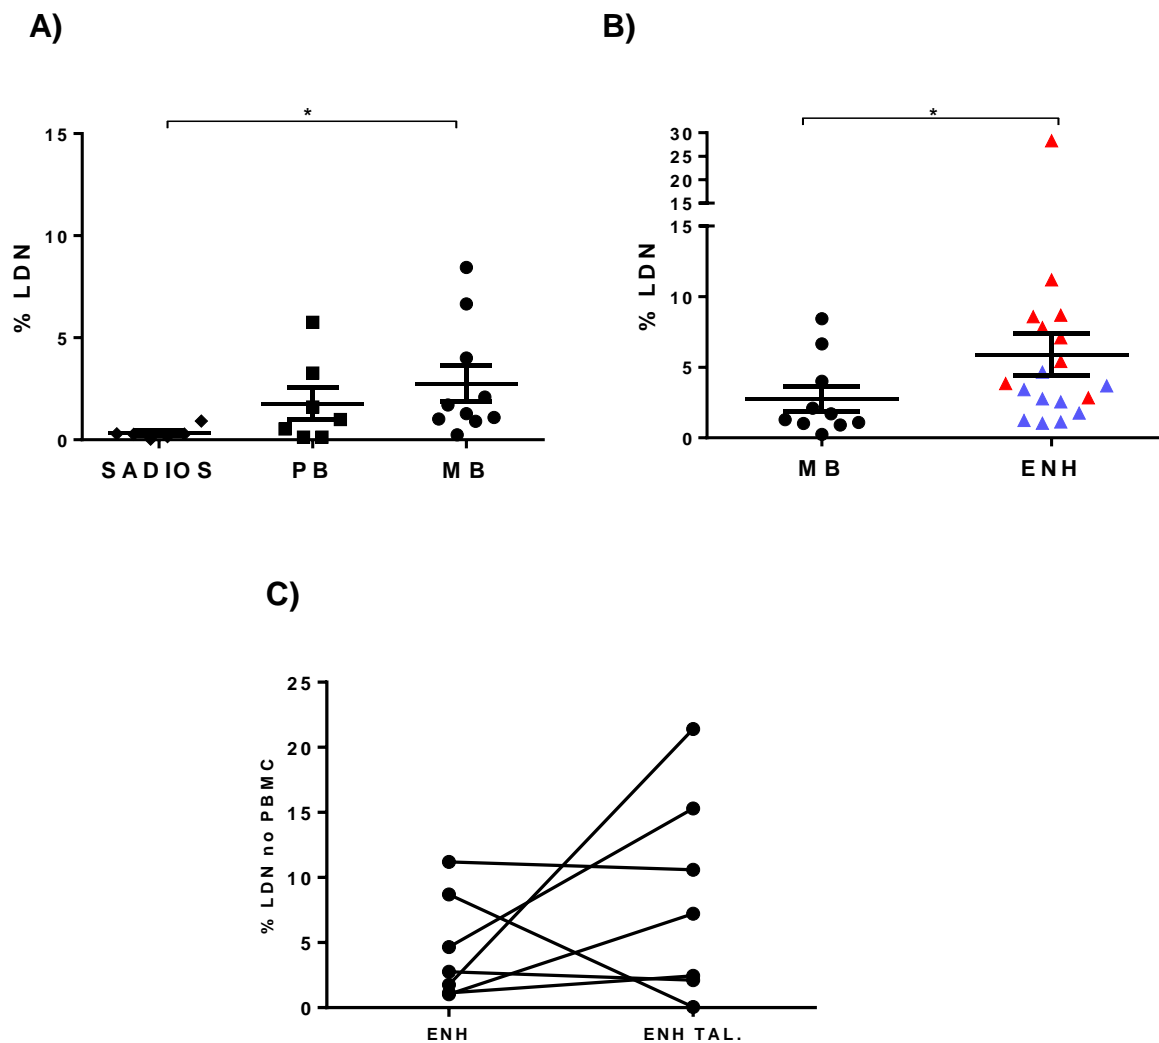 A)
*
15
10
5
0
% LDN
SADIOS PB MB
B)
*
30
25
20
15
15
10
5
0
% LDN
MB ENH
C)
25
20
15
10
5
0
% LDN no PBMC
ENH ENH TAL.